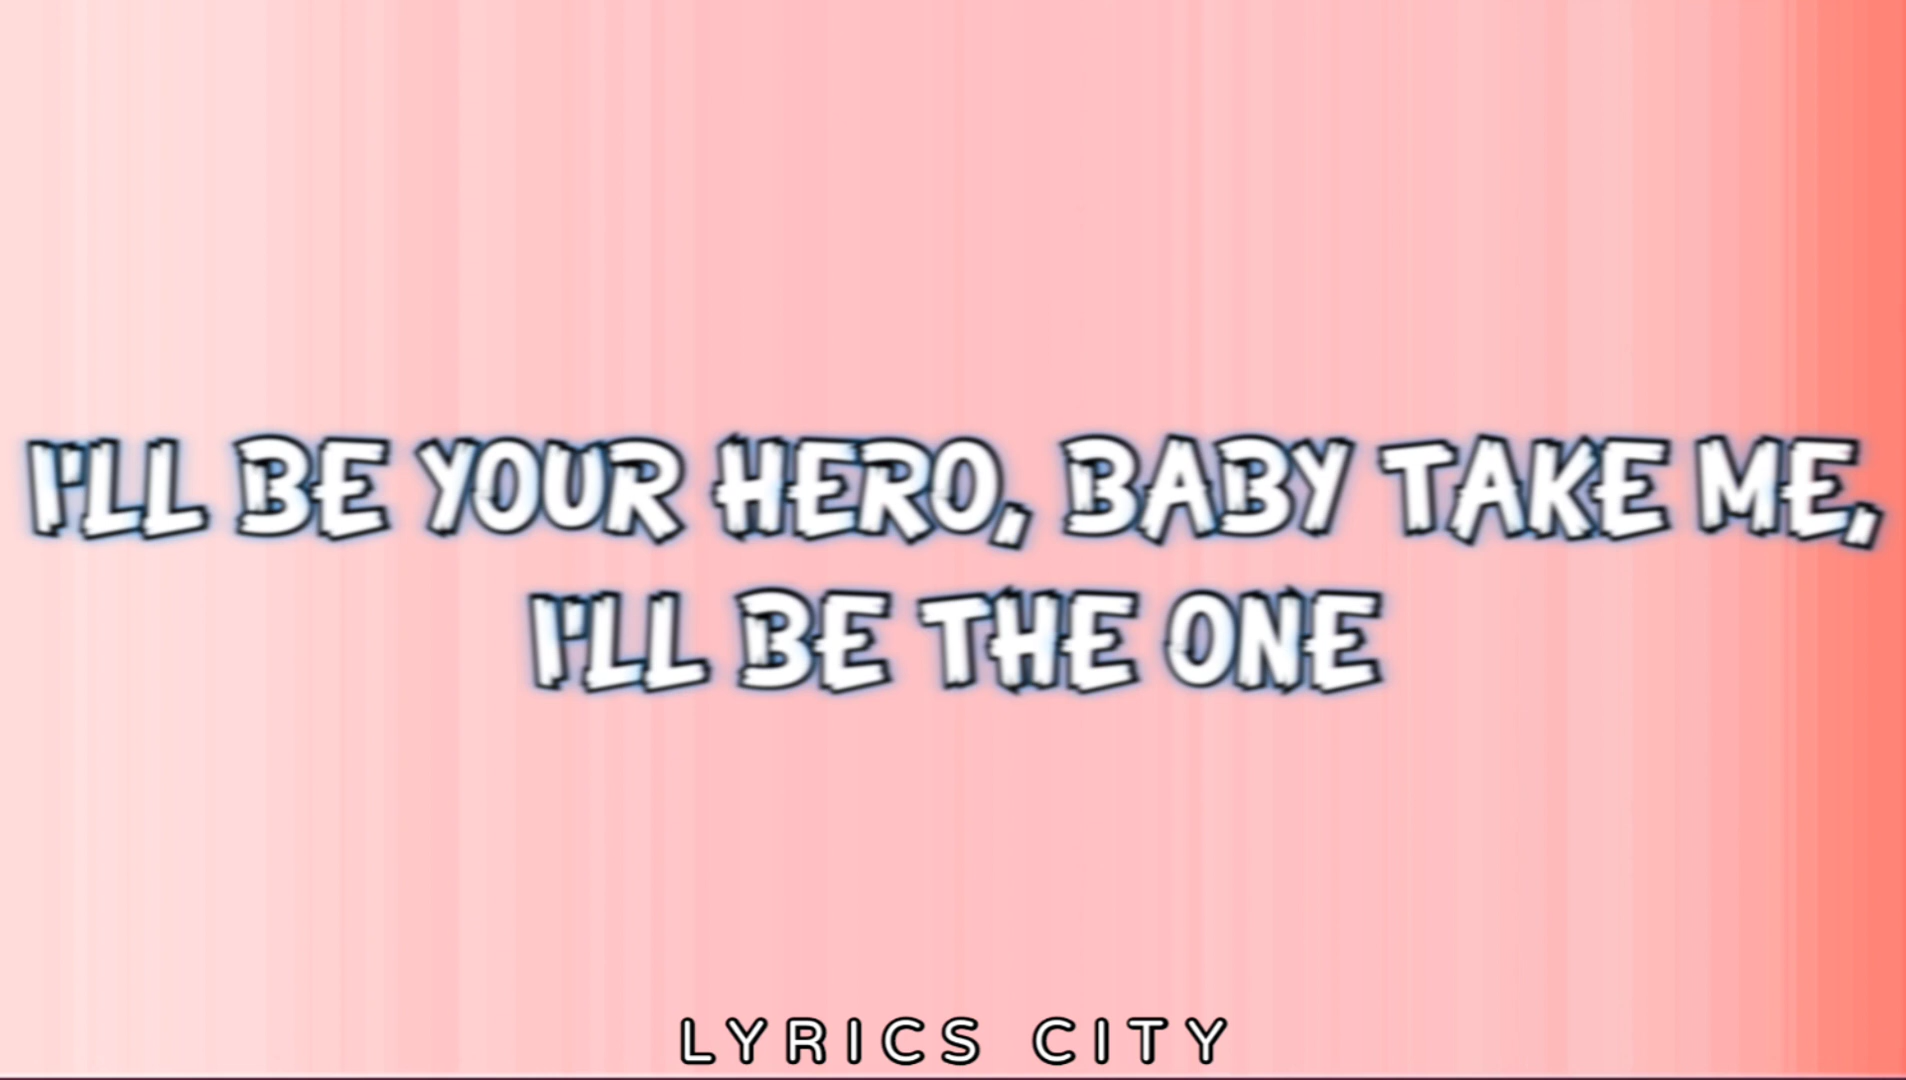 I'LL BE YOUR HERO, BABY TAKE ME,
I'LL BE THE ONE
LYRICS CITY